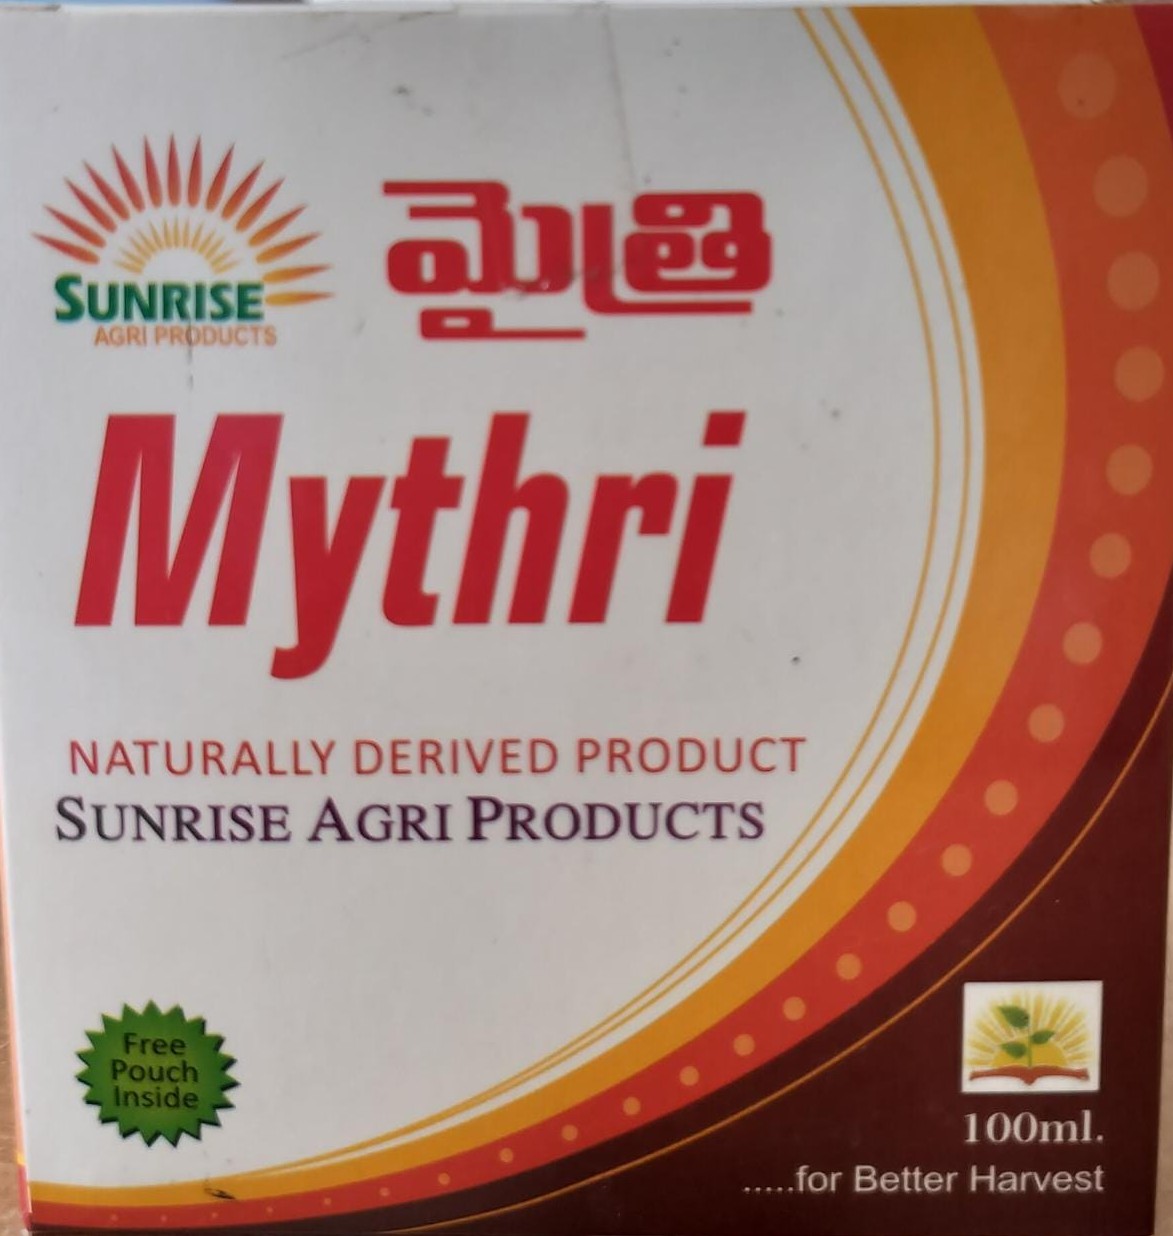 SUNRISE
AGRI PRODUCTS
మైత్రి
Mythri
NATURALLY DERIVED PRODUCT
SUNRISE AGRI PRODUCTS
Free
Pouch
Inside
100ml.
.....for Better Harvest